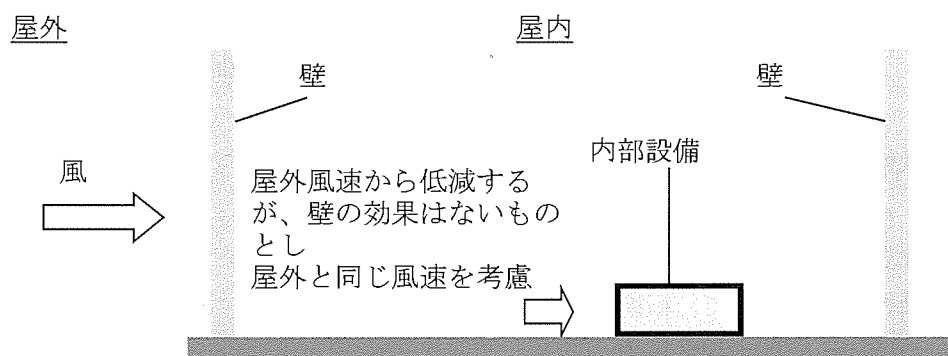 屋外
屋内
壁
壁
風
内部設備
屋外風速から低減する
が、壁の効果はないもの
とし
屋外と同じ風速を考慮